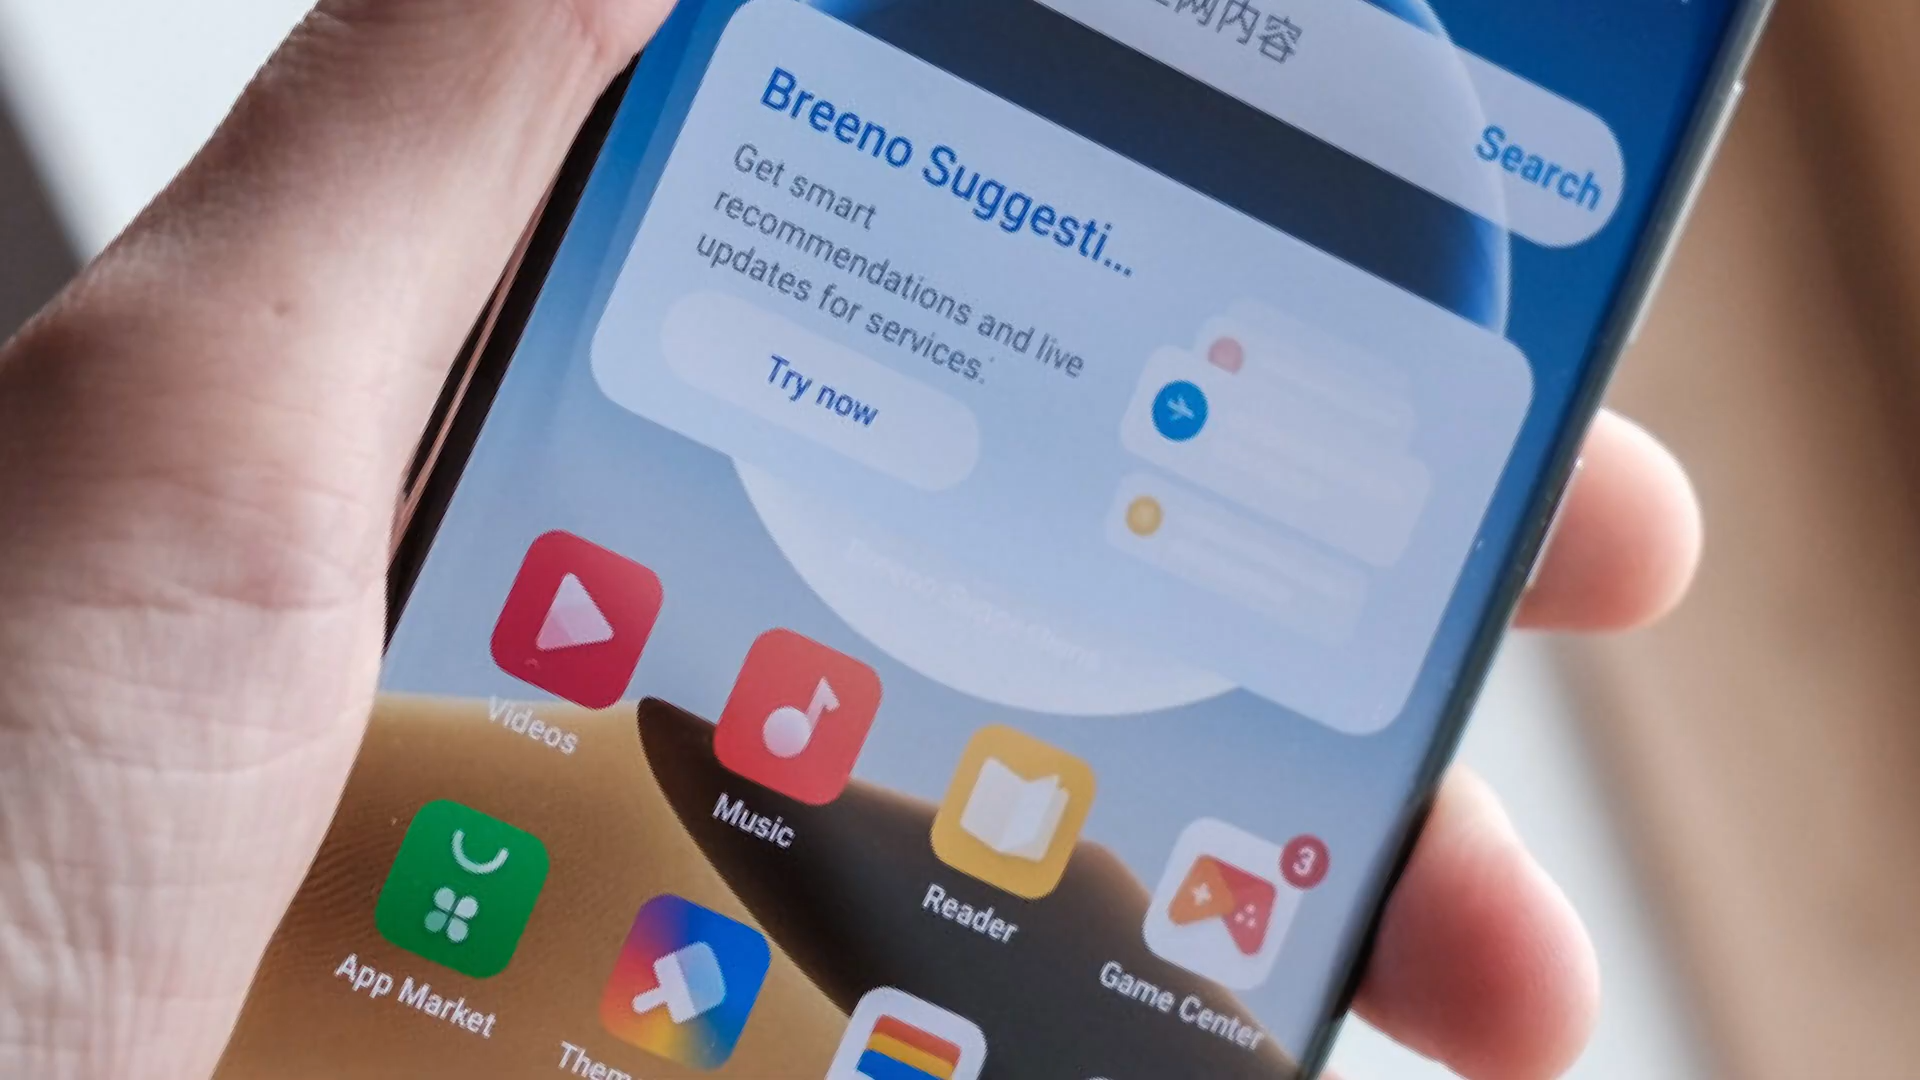 网内容
Search
Breeno Suggesti...
Get smart
recommendations and live
updates for services.
Try now
Videos
Music
Reader
3
Game Center
App Market
Them